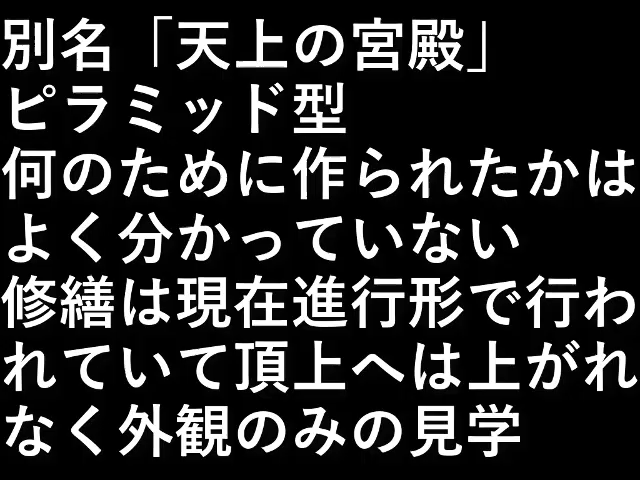 別名「天上の宮殿」
ピラミッド型
何のために作られたかは
よく分かっていない
修繕は現在進行形で行わ
れていて頂上へは上がれ
なく外観のみの見学